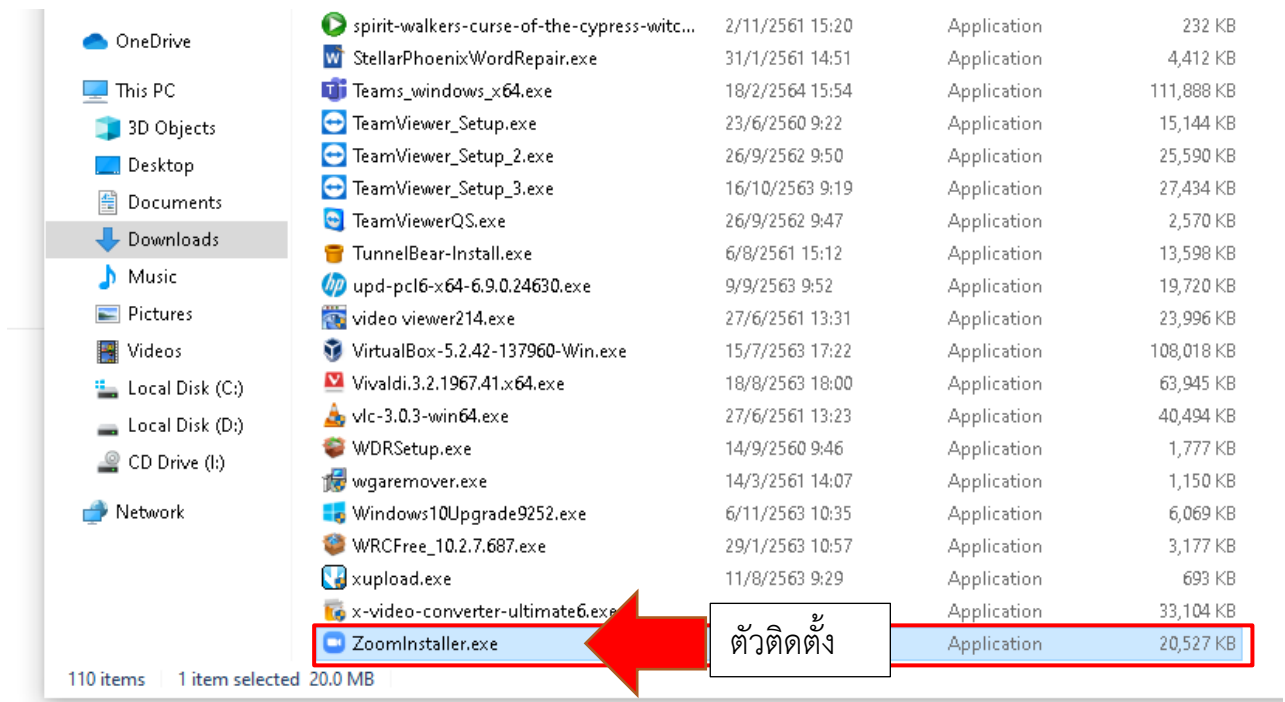 OneDrive
This PC
3D Objects
Desktop
Documents
Downloads
Music
Pictures
Videos
Local Disk (C:)
Local Disk (D:)
CD Drive (I:)
Network
spirit-walkers-curse-of-the-cypress-witc... 2/11/2561 15:20 Application 232 KB
StellarPhoenixWordRepair.exe 31/1/2561 14:51 Application 4,412 KB
Teams_windows_x64.exe 18/2/2564 15:54 Application 111,888 KB
TeamViewer_Setup.exe 23/6/2560 9:22 Application 15,144 KB
TeamViewer_Setup_2.exe 26/9/2562 9:50 Application 25,590 KB
TeamViewer_Setup_3.exe 16/10/2563 9:19 Application 27,434 KB
TeamViewerQS.exe 26/9/2562 9:47 Application 2,570 KB
TunnelBear-Install.exe 6/8/2561 15:12 Application 13,598 KB
upd-pcl6-x64-6.9.0.24630.exe 9/9/2563 9:52 Application 19,720 KB
video viewer214.exe 27/6/2561 13:31 Application 23,996 KB
VirtualBox-5.2.42-137960-Win.exe 15/7/2563 17:22 Application 108,018 KB
Vivaldi.3.2.1967.41.x64.exe 18/8/2563 18:00 Application 63,945 KB
vlc-3.0.3-win64.exe 27/6/2561 13:23 Application 40,494 KB
WDRSetup.exe 14/9/2560 9:46 Application 1,777 KB
wgaremover.exe 14/3/2561 14:07 Application 1,150 KB
Windows10Upgrade9252.exe 6/11/2563 10:35 Application 6,069 KB
WRCFree_10.2.7.687.exe 29/1/2563 10:57 Application 3,177 KB
xupload.exe 11/8/2563 9:29 Application 693 KB
x-video-converter-ultimate6.exe Application 33,104 KB
ZoomInstaller.exe ตัวติดตั้ง Application 20,527 KB
110 items 1 item selected 20.0 MB